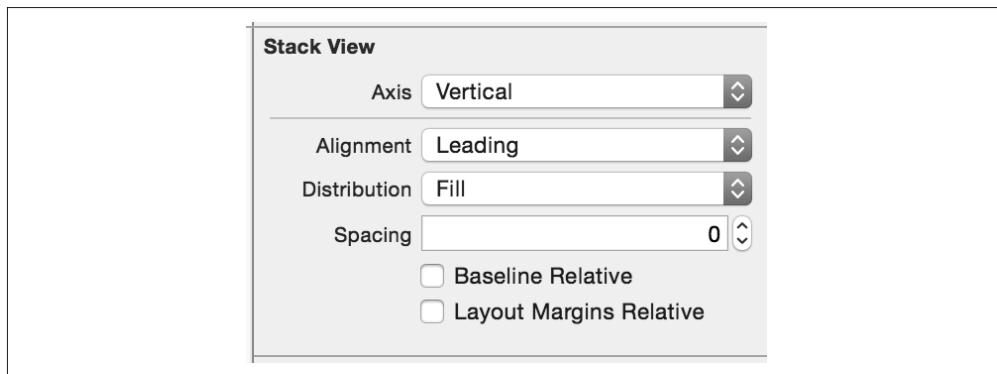 Stack View
Axis Vertical
Alignment Leading
Distribution Fill
Spacing 0
Baseline Relative
Layout Margins Relative